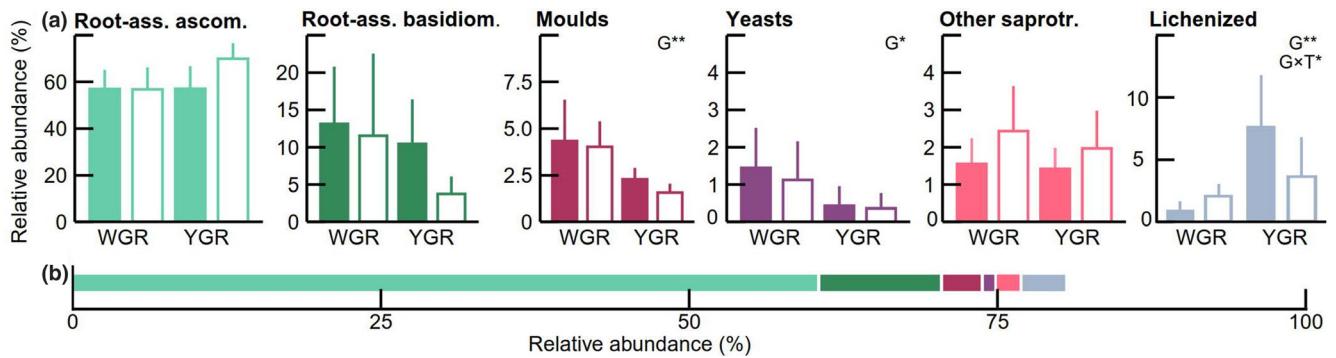 (a) Root-ass. ascom. Root-ass. basidiom. Moulds Yeasts Other saprotr. Lichenized
Relative abundance (%)
60
40
20
0
WGR YGR
20
15
10
5
0
WGR YGR
G**
7.5
5.0
2.5
0
WGR YGR
G*
4
3
2
1
0
WGR YGR
4
3
2
1
0
WGR YGR
G**
G×T*
10
5
0
WGR YGR
(b)
0 25 50 75 100
Relative abundance (%)